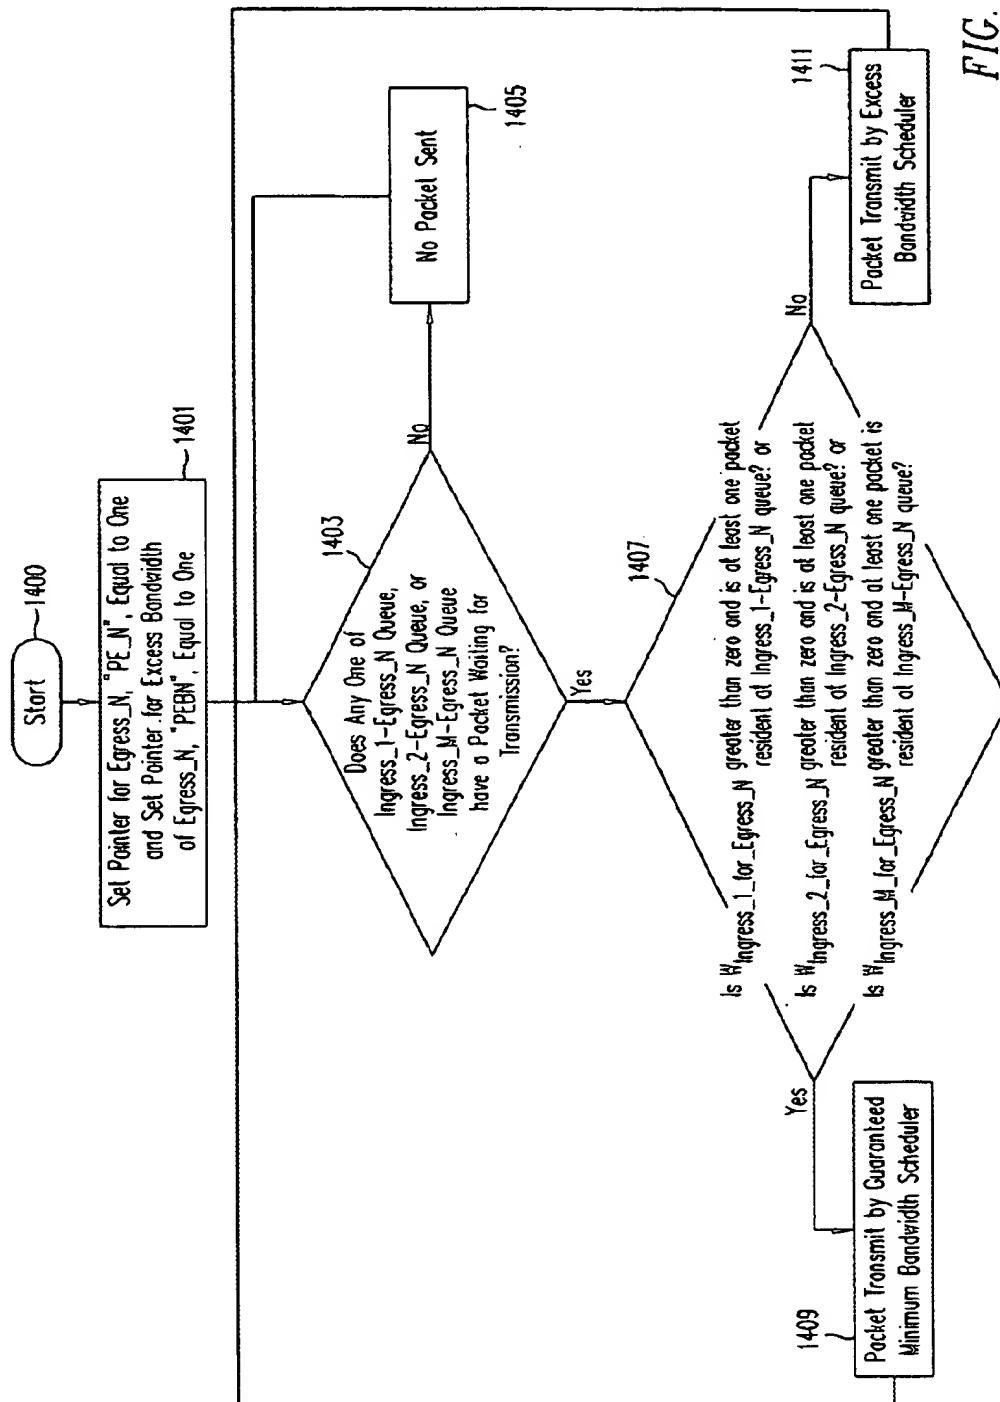 Start
1400
Set Pointer for Egress_N, "PE_N", Equal to One
and Set Pointer for Excess Bandwidth
of Egress_N, "PEBN", Equal to One
1401
1403
Does Any One of
Ingress_1-Egress_N Queue,
Ingress_2-Egress_N Queue, or
Ingress_M-Egress_N Queue
have a Packet Waiting for
Transmission?
No
No Packet Sent
1405
Yes
1407
Is WIngress_1_for_Egress_N greater than zero and is at least one packet
resident at Ingress_1-Egress_N queue? or
Is WIngress_2_for_Egress_N greater than zero and is at least one packet
resident at Ingress_2-Egress_N queue? or
Is WIngress_M_for_Egress_N greater than zero and at least one packet is
resident at Ingress_M-Egress_N queue?
Yes
No
1409
Packet Transmit by Guaranteed
Minimum Bandwidth Scheduler
1411
Packet Transmit by Excess
Bandwidth Scheduler
FIG.